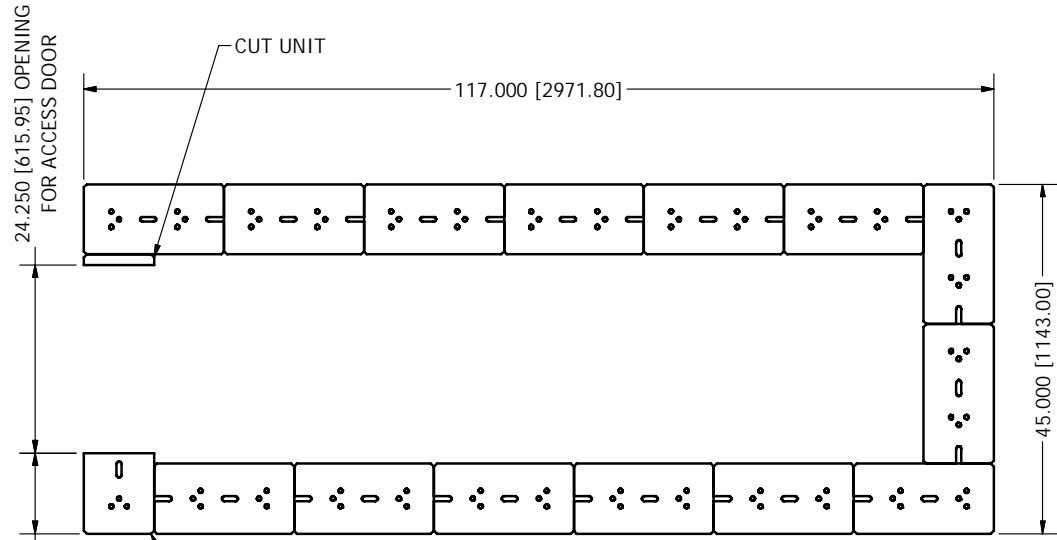 24.250 [615.95] OPENING
FOR ACCESS DOOR
CUT UNIT
117.000 [2971.80]
45.000 [1143.00]